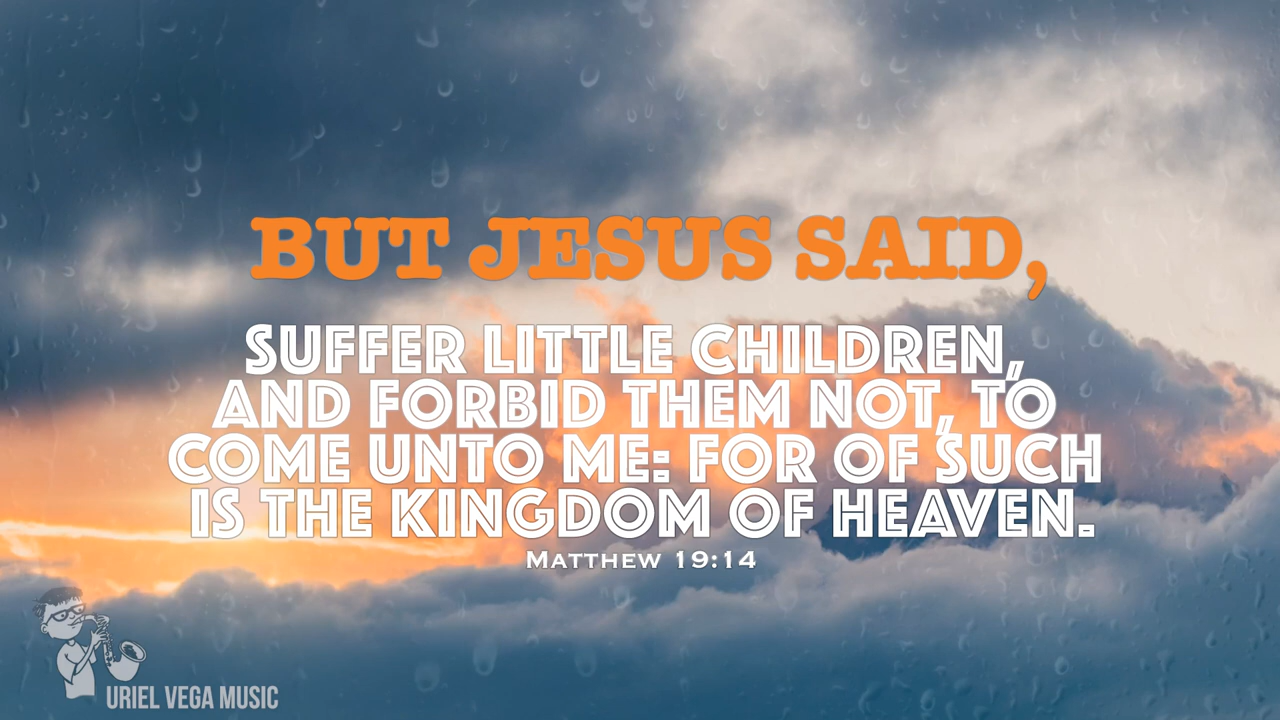 BUT JESUS SAID,
SUFFER LITTLE CHILDREN,
AND FORBID THEM NOT, TO
COME UNTO ME: FOR OF SUCH
IS THE KINGDOM OF HEAVEN.
MATTHEW 19:14
URIEL VEGA MUSIC